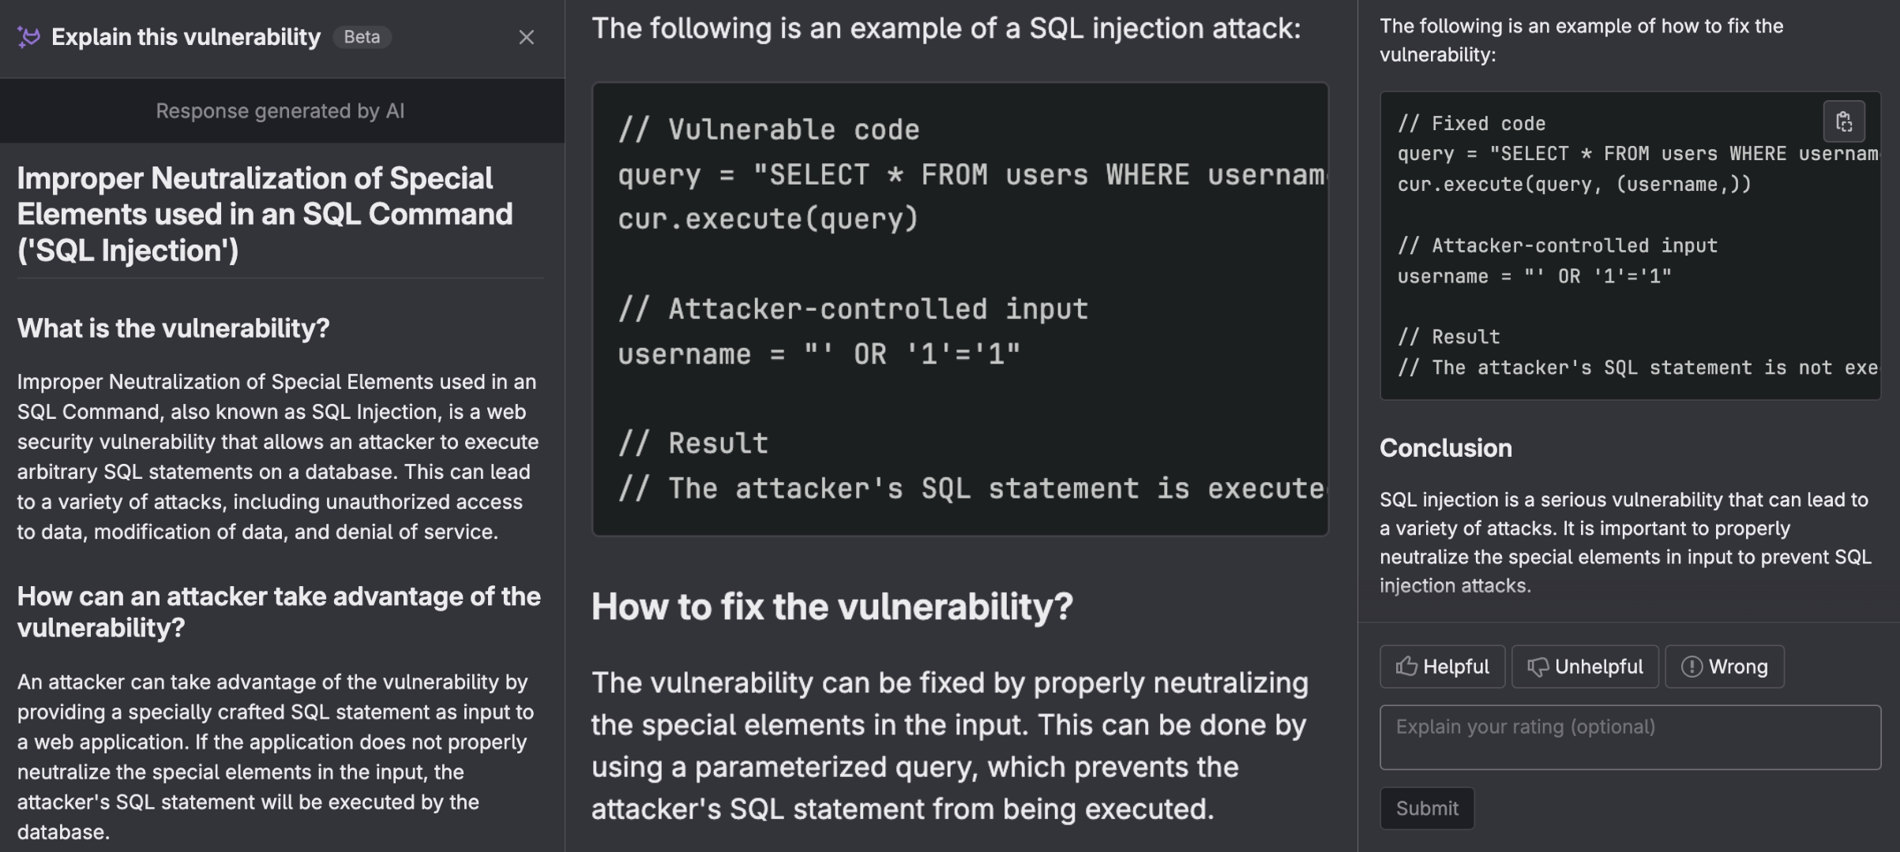 Explain this vulnerability Beta
Response generated by AI
Improper Neutralization of Special
Elements used in an SQL Command
('SQL Injection')
What is the vulnerability?
Improper Neutralization of Special Elements used in an
SQL Command, also known as SQL Injection, is a web
security vulnerability that allows an attacker to execute
arbitrary SQL statements on a database. This can lead
to a variety of attacks, including unauthorized access
to data, modification of data, and denial of service.
How can an attacker take advantage of the
vulnerability?
An attacker can take advantage of the vulnerability by
providing a specially crafted SQL statement as input to
a web application. If the application does not properly
neutralize the special elements in the input, the
attacker's SQL statement will be executed by the
database.
The following is an example of a SQL injection attack:
// Vulnerable code
query = "SELECT * FROM users WHERE usernam
cur.execute(query)
// Attacker-controlled input
username = "' OR '1'='1"
// Result
// The attacker's SQL statement is execute
How to fix the vulnerability?
The vulnerability can be fixed by properly neutralizing
the special elements in the input. This can be done by
using a parameterized query, which prevents the
attacker's SQL statement from being executed.
The following is an example of how to fix the
vulnerability:
// Fixed code
query = "SELECT * FROM users WHERE usernam
cur.execute(query, (username,))
// Attacker-controlled input
username = "' OR '1'='1"
// Result
// The attacker's SQL statement is not exe
Conclusion
SQL injection is a serious vulnerability that can lead to
a variety of attacks. It is important to properly
neutralize the special elements in input to prevent SQL
injection attacks.
Helpful Unhelpful Wrong
Explain your rating (optional)
Submit